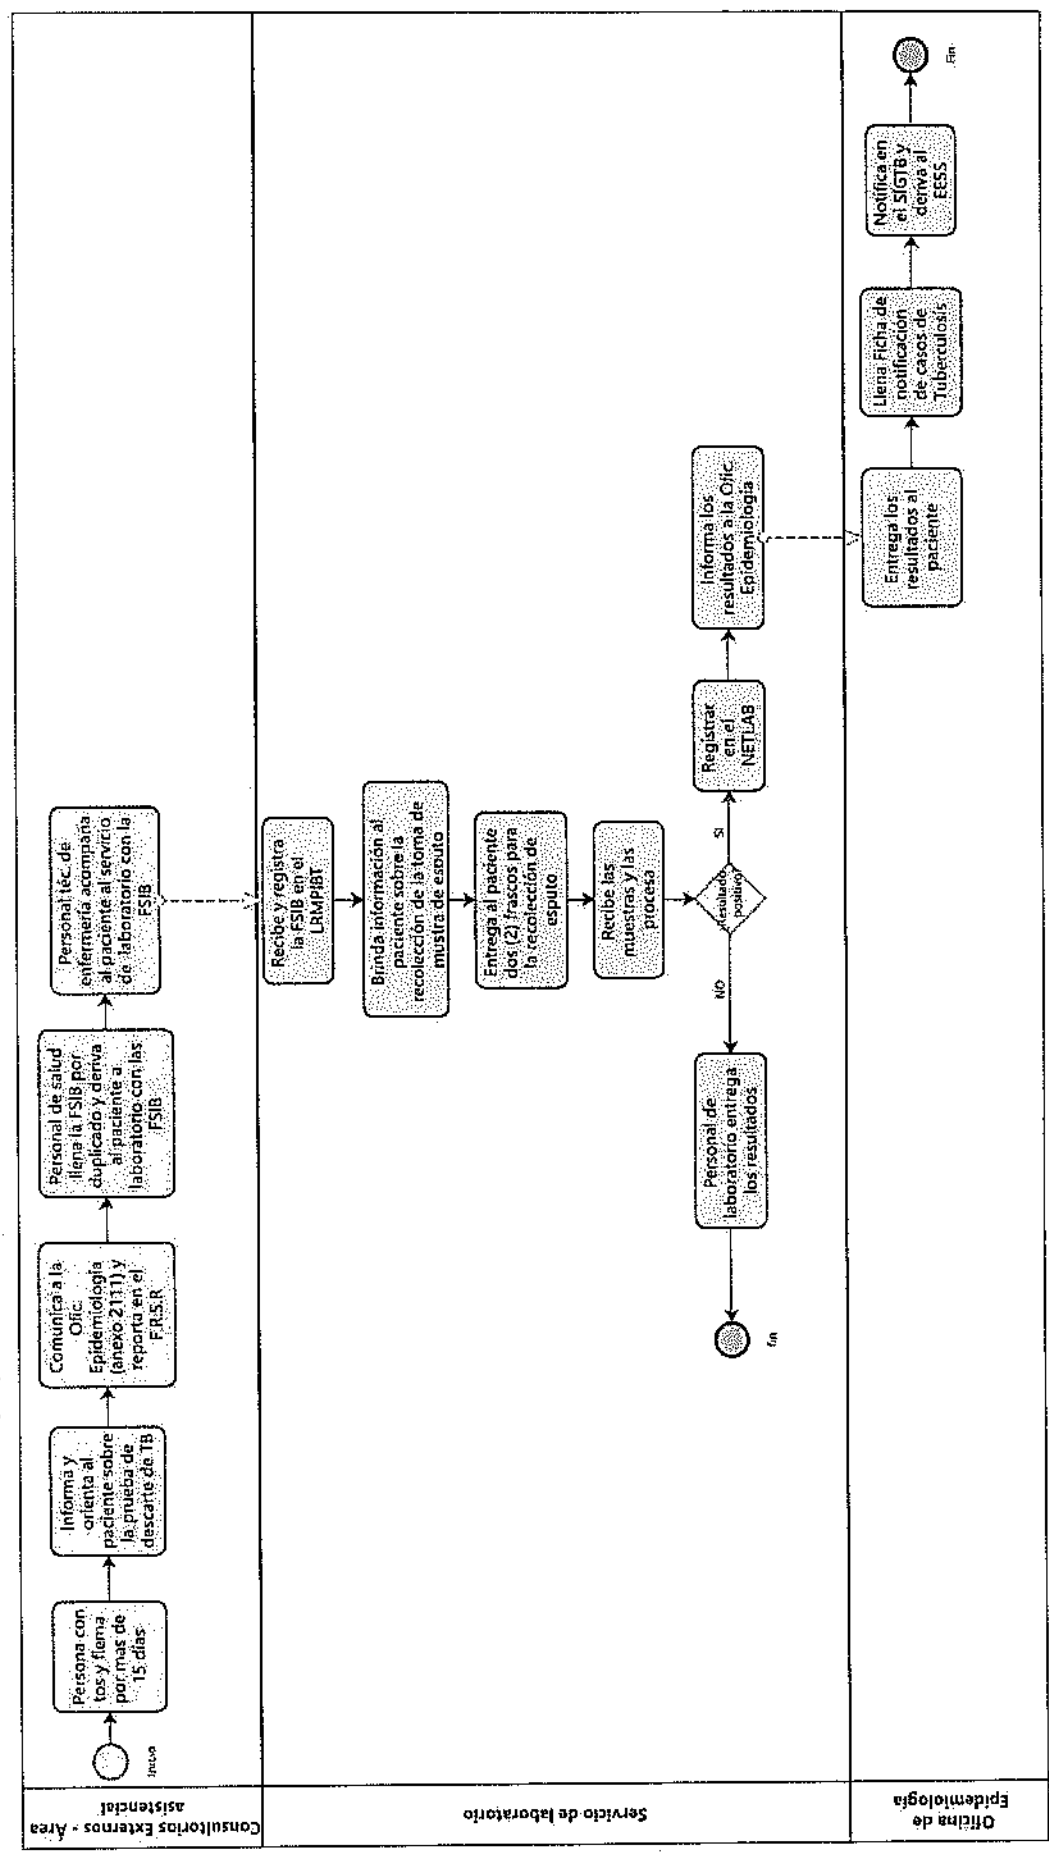 Consultorios Externos - Área
asistencial
Inicio
Persona con
tos y flema
por mas de
15 días
Informa y
orienta al
paciente sobre
la prueba de
descarte de TB
Comunica a la
Ofic.
Epidemiología
(anexo 2111) y
reporta en el
F.R.S.R
Personal de salud
llena la FSIB por
duplicado y deriva
al paciente a
laboratorio con las
FSIB
Personal téc. de
enfermería acompaña
al paciente al servicio
de laboratorio con la
FSIB
Servicio de laboratorio
Recibe y registra
la FSIB en el
LRMPIBT
Brinda información al
paciente sobre la
recolección de la toma de
mustra de esputo
Entrega al paciente
dos (2) frascos para
la recolección de
esputo
Recibe las
muestras y las
procesa
Resultado
positivo
NO
SI
Personal de
laboratorio entrega
los resultados
fin
Registrar
en el
NETLAB
Informa los
resultados a la Ofic.
Epidemiología
Oficina de
Epidemiología
Entrega los
resultados al
paciente
Llena Ficha de
notificación
de casos de
Tuberculosis
Notifica en
el SIGTB y
deriva al
EESS
Fin